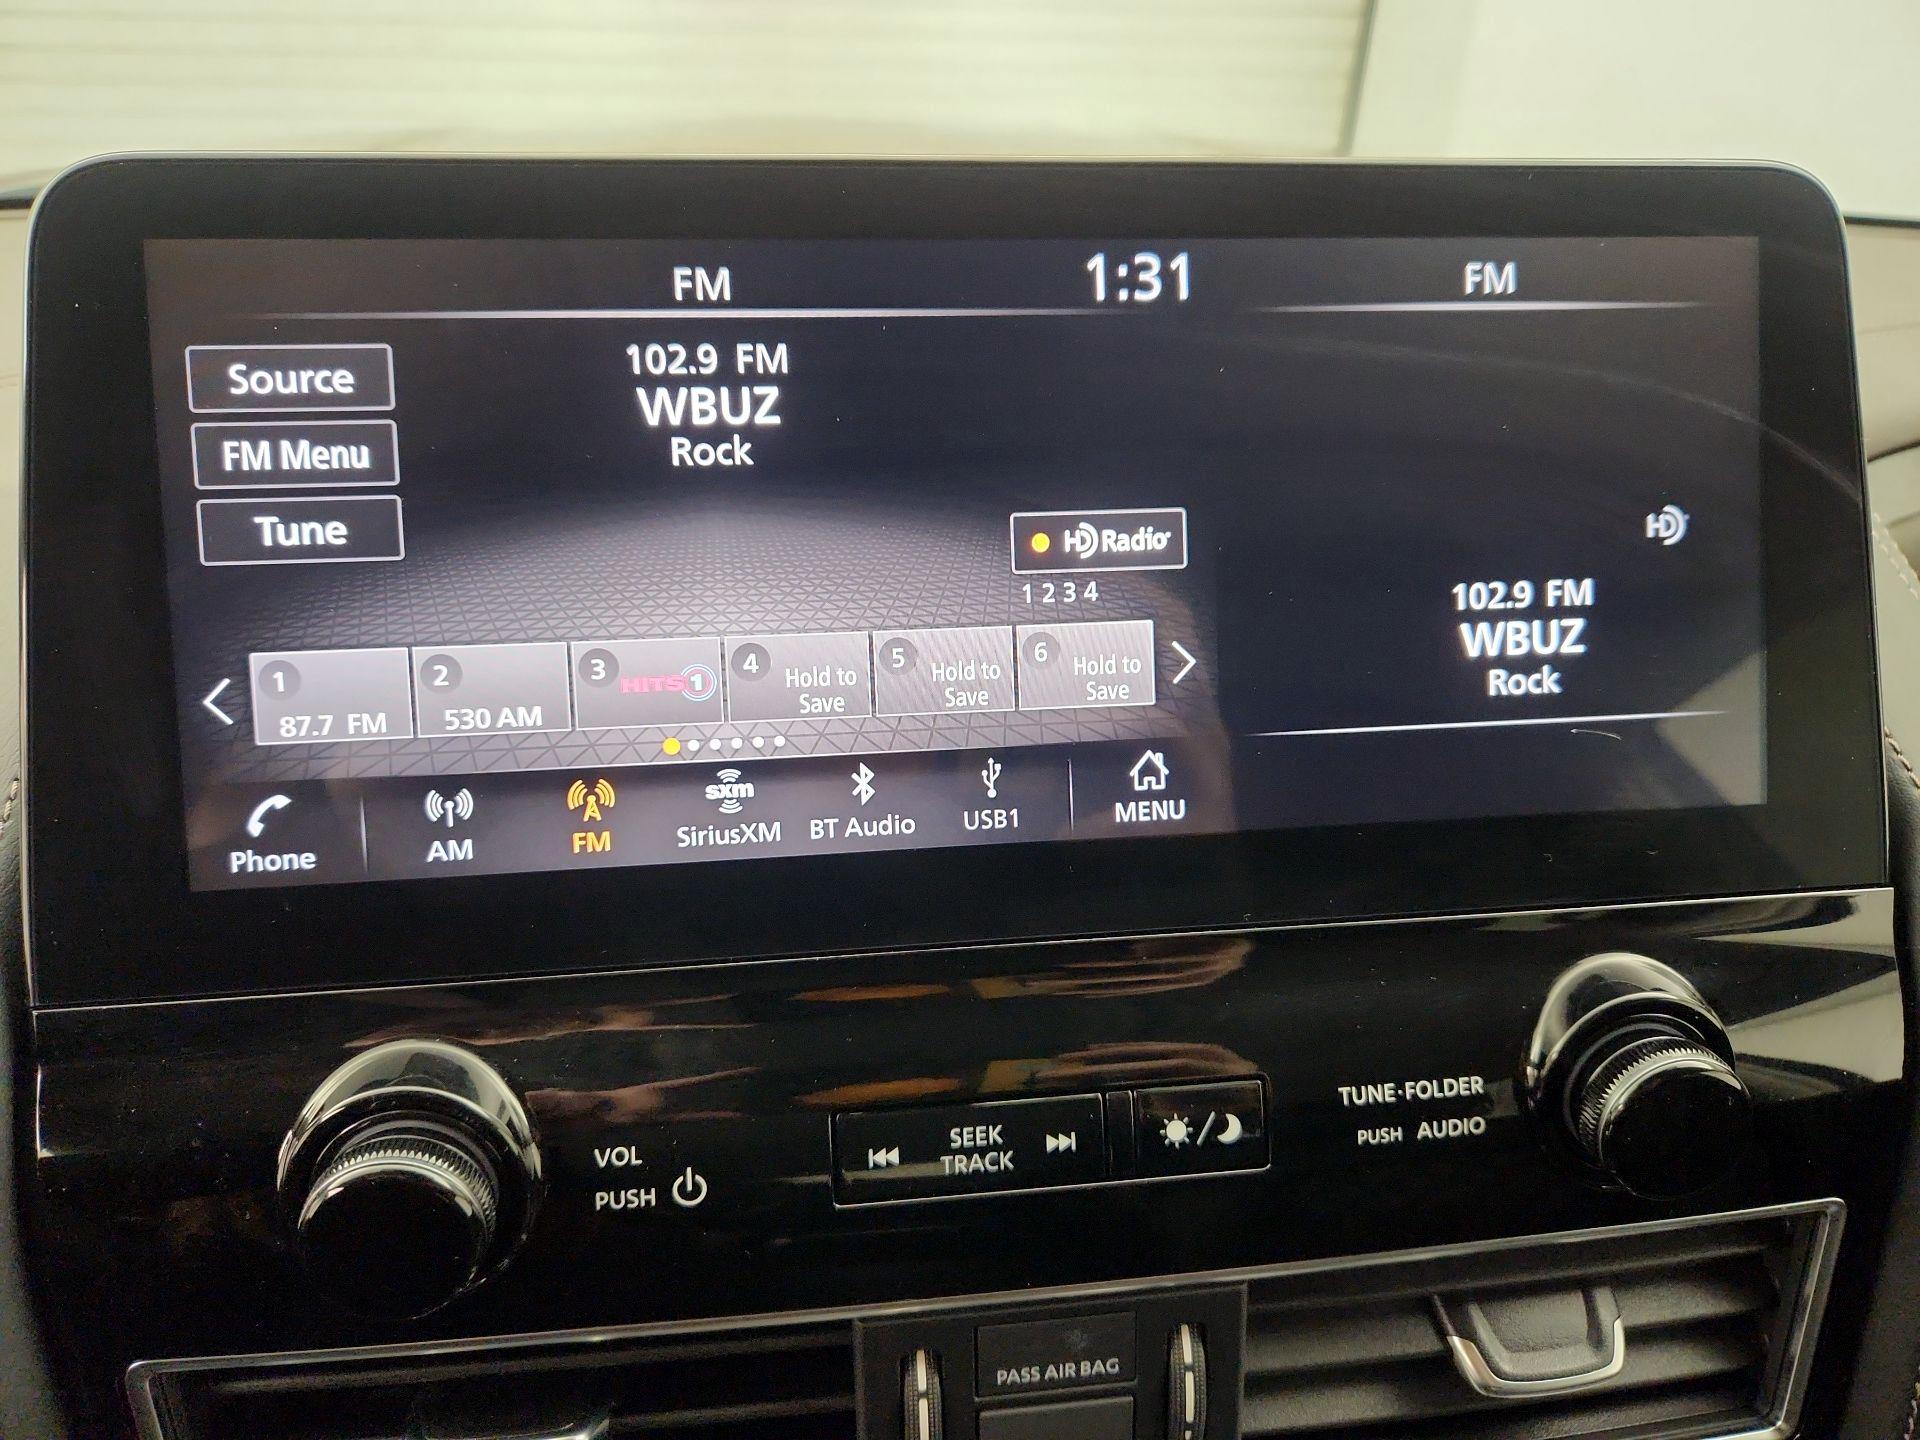 FM
1:31
FM
Source
102.9 FM
WBUZ
Rock
FM Menu
Tune
HD Radio
1 2 3 4
HD
102.9 FM
WBUZ
Rock
1
87.7 FM
2
530 AM
3
HITS 1
4
Hold to
Save
5
Hold to
Save
6
Hold to
Save
Phone
AM
FM
sxm
SiriusXM
BT Audio
USB1
MENU
VOL
PUSH
SEEK
TRACK
TUNE·FOLDER
PUSH AUDIO
PASS AIR BAG